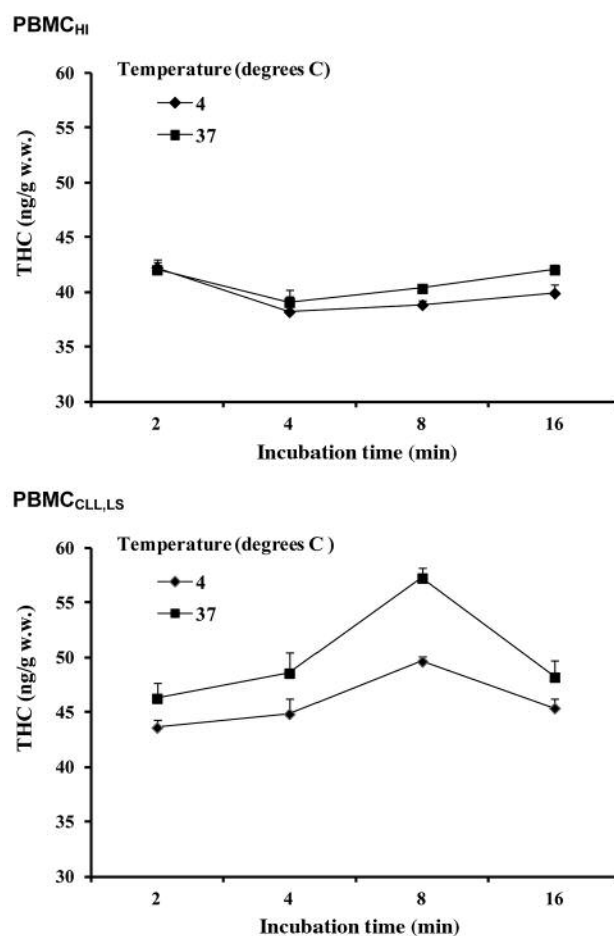 PBMC_HI
Temperature (degrees C)
4
37
THC (ng/g w.w.)
60
55
50
45
40
35
30
2 4 8 16
Incubation time (min)
PBMC_CLL,LS
Temperature (degrees C )
4
37
THC (ng/g w.w.)
60
55
50
45
40
35
30
2 4 8 16
Incubation time (min)